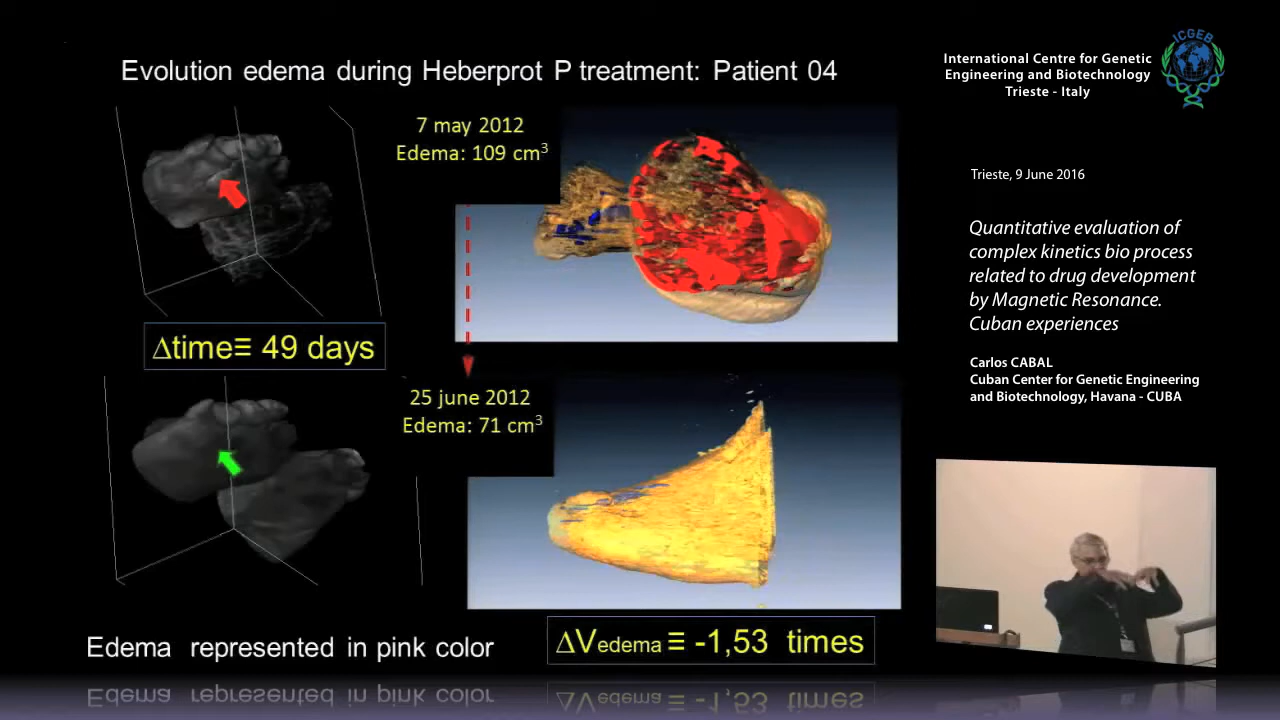 Evolution edema during Heberprot P treatment: Patient 04
7 may 2012
Edema: 109 cm³
Δtime≡ 49 days
25 june 2012
Edema: 71 cm³
Edema represented in pink color
ΔVedema ≡ -1,53 times
International Centre for Genetic
Engineering and Biotechnology
Trieste - Italy
ICGEB
Trieste, 9 June 2016
Quantitative evaluation of
complex kinetics bio process
related to drug development
by Magnetic Resonance.
Cuban experiences
Carlos CABAL
Cuban Center for Genetic Engineering
and Biotechnology, Havana - CUBA